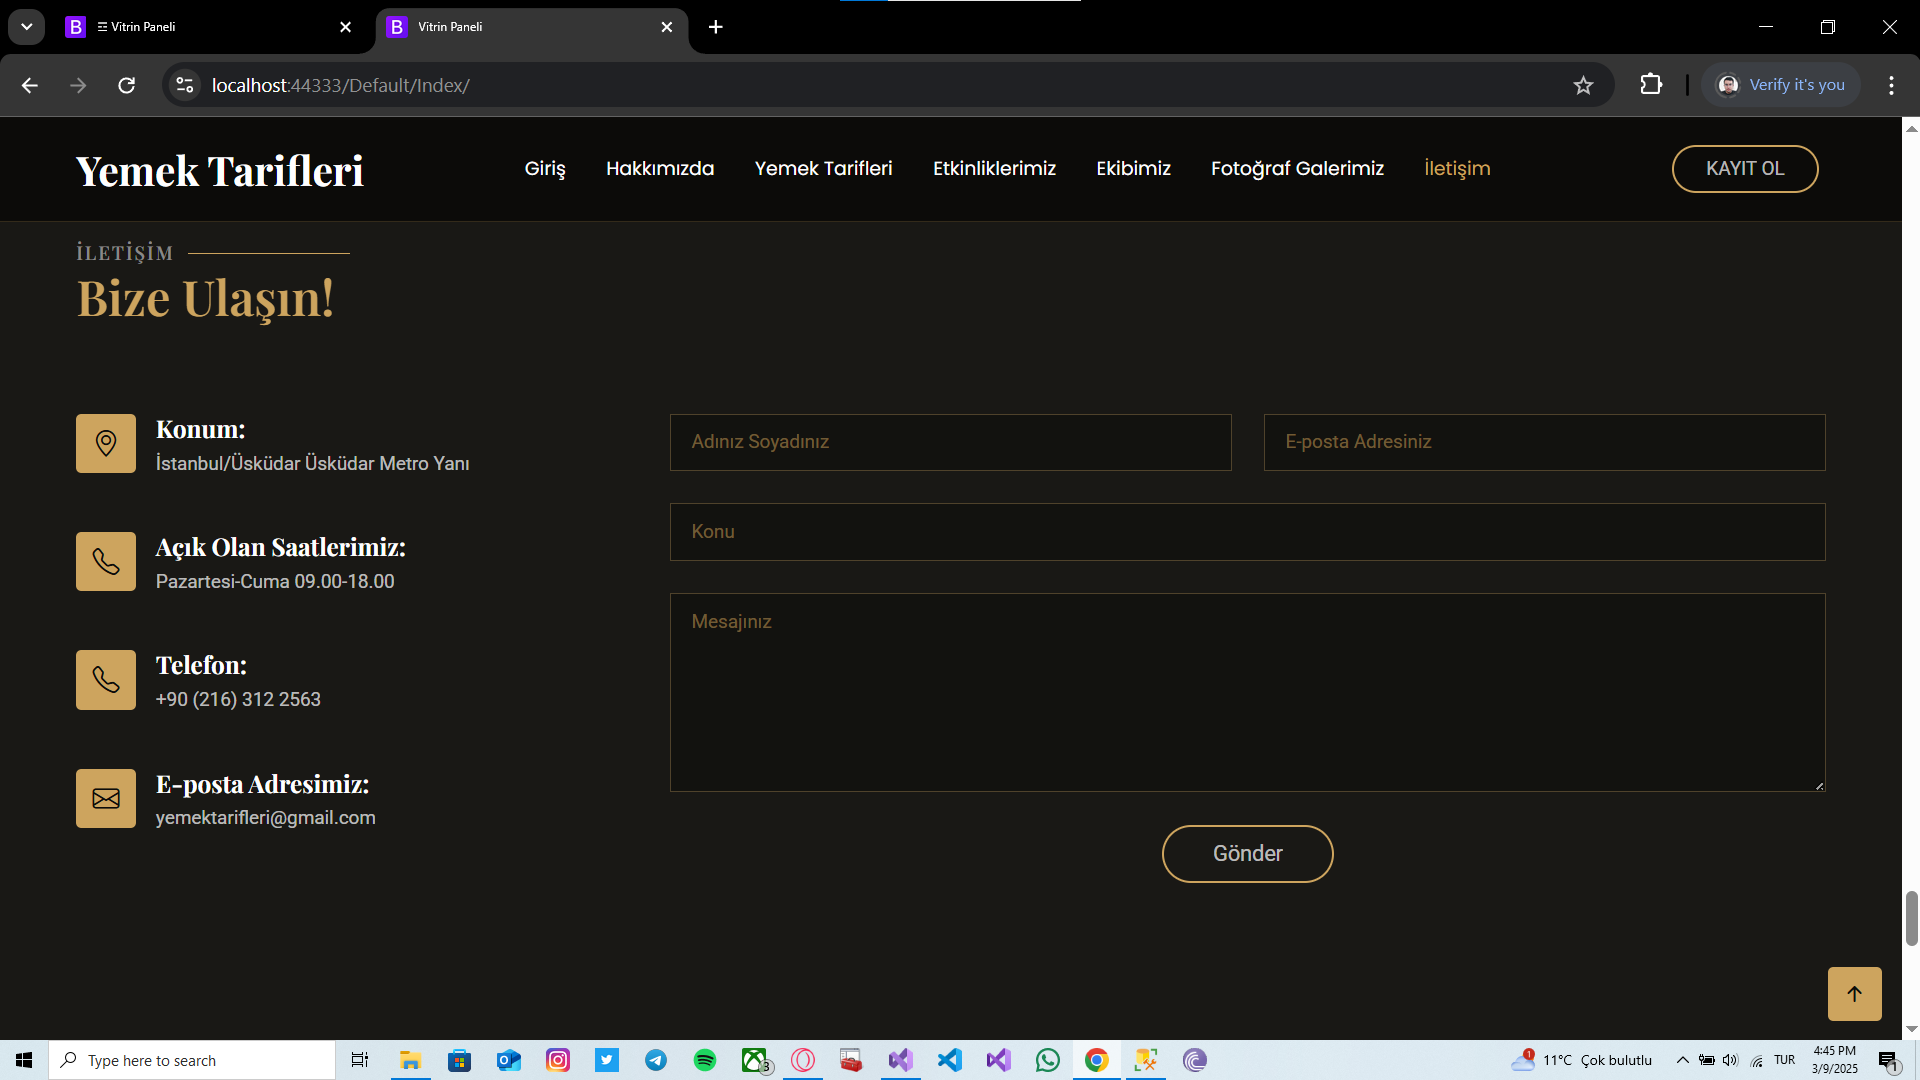 Vitrin Paneli
Vitrin Paneli
localhost:44333/Default/Index/
Verify it's you
Yemek Tarifleri
Giriş
Hakkımızda
Yemek Tarifleri
Etkinliklerimiz
Ekibimiz
Fotoğraf Galerimiz
İletişim
KAYIT OL
İLETİŞİM
Bize Ulaşın!
Konum:
İstanbul/Üsküdar Üsküdar Metro Yanı
Açık Olan Saatlerimiz:
Pazartesi-Cuma 09.00-18.00
Telefon:
+90 (216) 312 2563
E-posta Adresimiz:
yemektarifleri@gmail.com
Adınız Soyadınız
E-posta Adresiniz
Konu
Mesajınız
Gönder
Type here to search
3
1
11°C Çok bulutlu
TUR
4:45 PM
3/9/2025
1